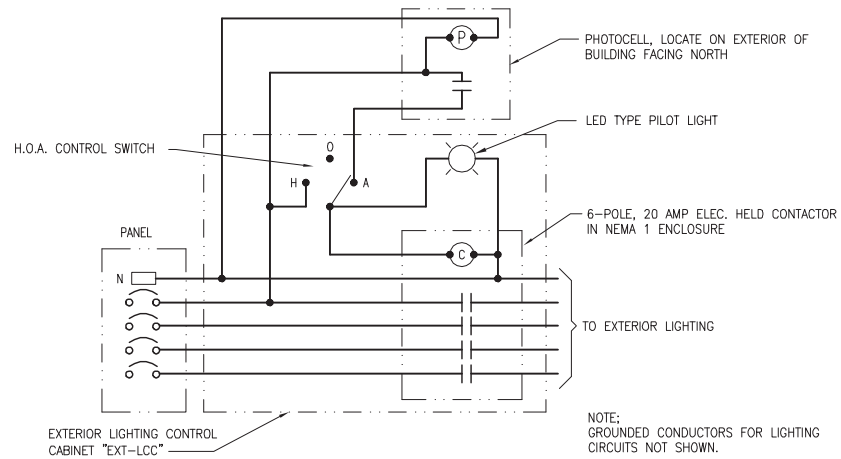 P
PHOTOCELL, LOCATE ON EXTERIOR OF
BUILDING FACING NORTH
LED TYPE PILOT LIGHT
H.O.A. CONTROL SWITCH
O
H
A
6-POLE, 20 AMP ELEC. HELD CONTACTOR
IN NEMA 1 ENCLOSURE
PANEL
C
N
TO EXTERIOR LIGHTING
EXTERIOR LIGHTING CONTROL
CABINET "EXT-LCC"
NOTE;
GROUNDED CONDUCTORS FOR LIGHTING
CIRCUITS NOT SHOWN.